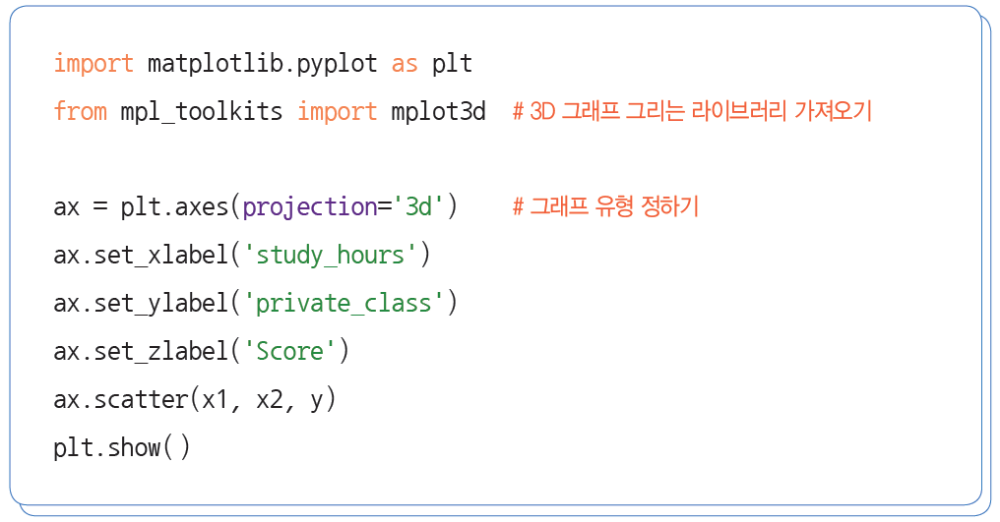 import matplotlib.pyplot as plt
from mpl_toolkits import mplot3d # 3D 그래프 그리는 라이브러리 가져오기
ax = plt.axes(projection='3d') # 그래프 유형 정하기
ax.set_xlabel('study_hours')
ax.set_ylabel('private_class')
ax.set_zlabel('Score')
ax.scatter(x1, x2, y)
plt.show()